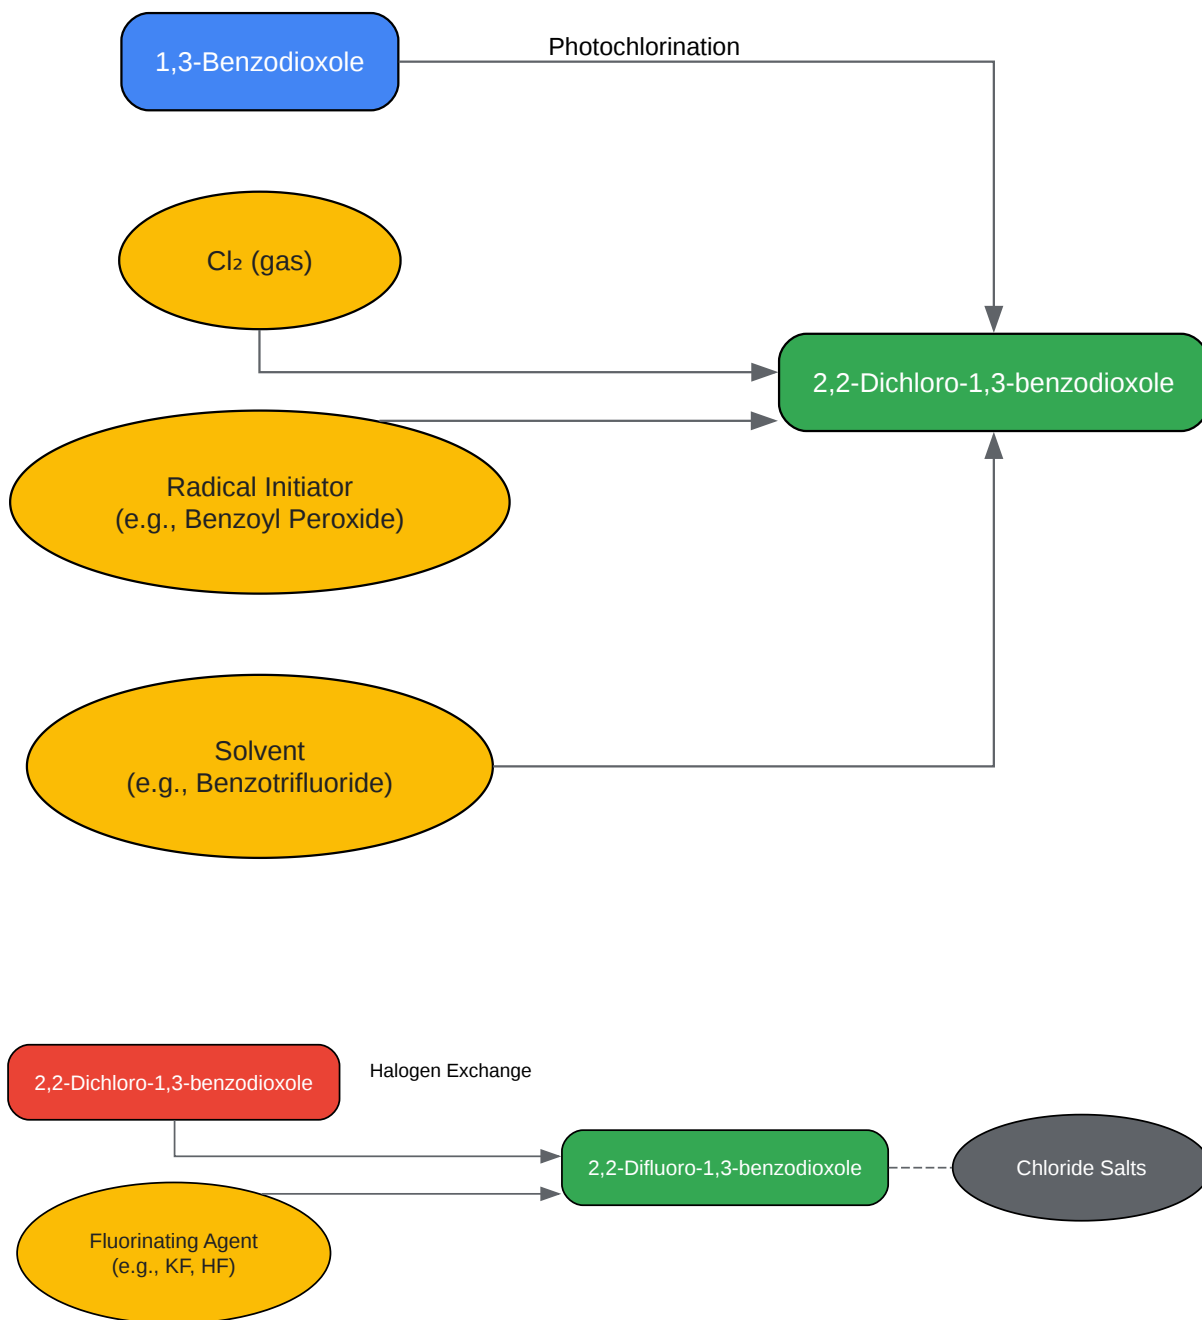 1,3-Benzodioxole
Photochlorination
Cl₂ (gas)
2,2-Dichloro-1,3-benzodioxole
Radical Initiator
(e.g., Benzoyl Peroxide)
Solvent
(e.g., Benzotrifluoride)
2,2-Dichloro-1,3-benzodioxole
Halogen Exchange
2,2-Difluoro-1,3-benzodioxole
Chloride Salts
Fluorinating Agent
(e.g., KF, HF)